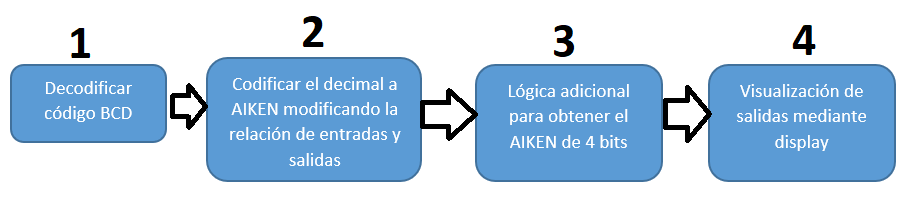 1
Decodificar
código BCD
2
Codificar el decimal a
AIKEN modificando la
relación de entradas y
salidas
3
Lógica adicional
para obtener el
AIKEN de 4 bits
4
Visualización de
salidas mediante
display